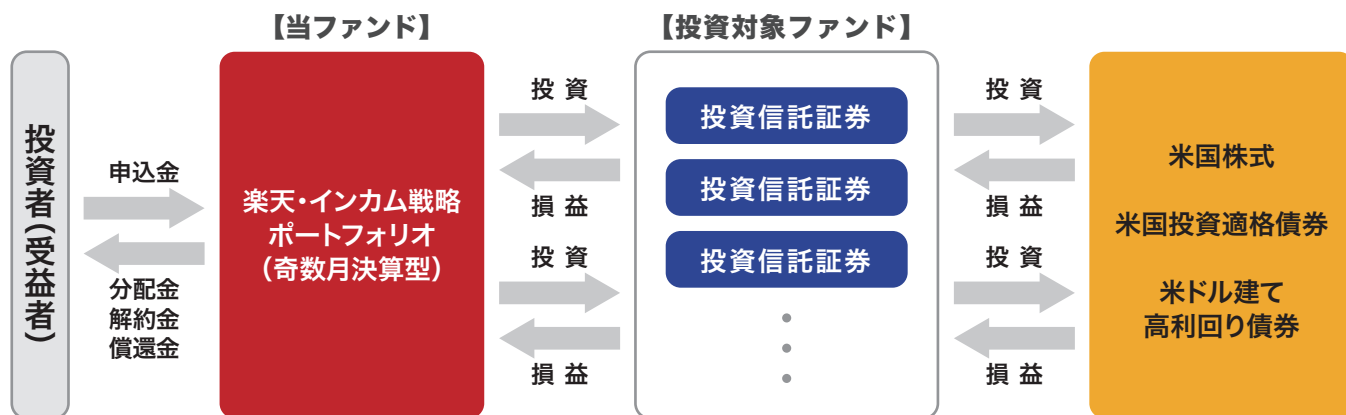 【当ファンド】
【投資対象ファンド】
投資者(受益者)
申込金
分配金
解約金
償還金
楽天・インカム戦略
ポートフォリオ
(奇数月決算型)
投資
損益
投資
損益
投資信託証券
投資信託証券
投資信託証券
投資
損益
投資
損益
米国株式
米国投資適格債券
米ドル建て
高利回り債券